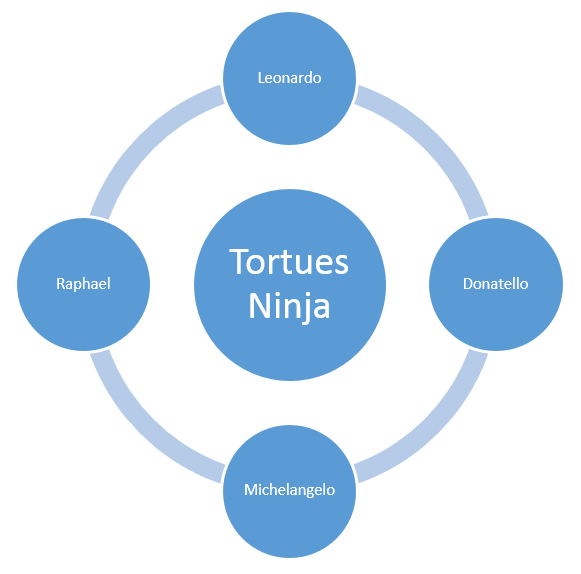 Leonardo
Raphael
Tortues
Ninja
Donatello
Michelangelo